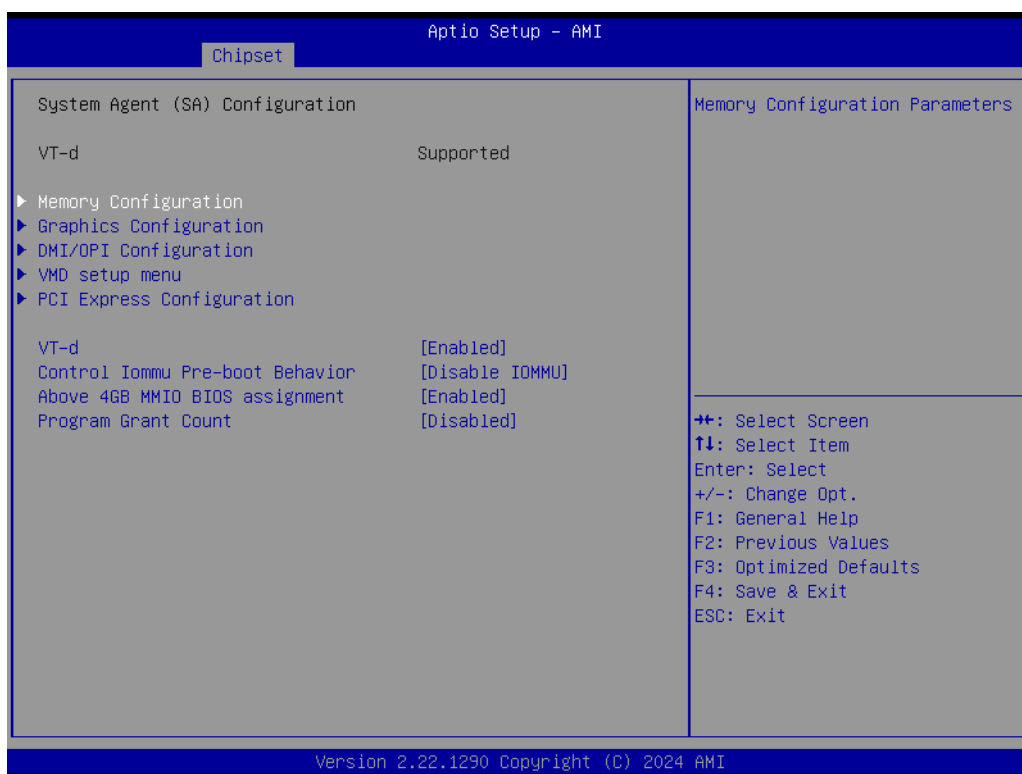 Aptio Setup - AMI
Chipset
System Agent (SA) Configuration
VT-d Supported
Memory Configuration
Graphics Configuration
DMI/OPI Configuration
VMD setup menu
PCI Express Configuration
VT-d [Enabled]
Control Iommu Pre-boot Behavior [Disable IOMMU]
Above 4GB MMIO BIOS assignment [Enabled]
Program Grant Count [Disabled]
Memory Configuration Parameters
→←: Select Screen
↑↓: Select Item
Enter: Select
+/-: Change Opt.
F1: General Help
F2: Previous Values
F3: Optimized Defaults
F4: Save & Exit
ESC: Exit
Version 2.22.1290 Copyright (C) 2024 AMI